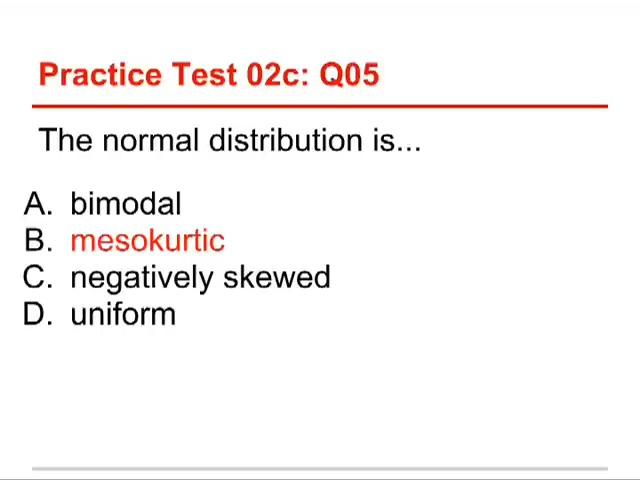 Practice Test 02c: Q05
The normal distribution is...
A. bimodal
B. mesokurtic
C. negatively skewed
D. uniform